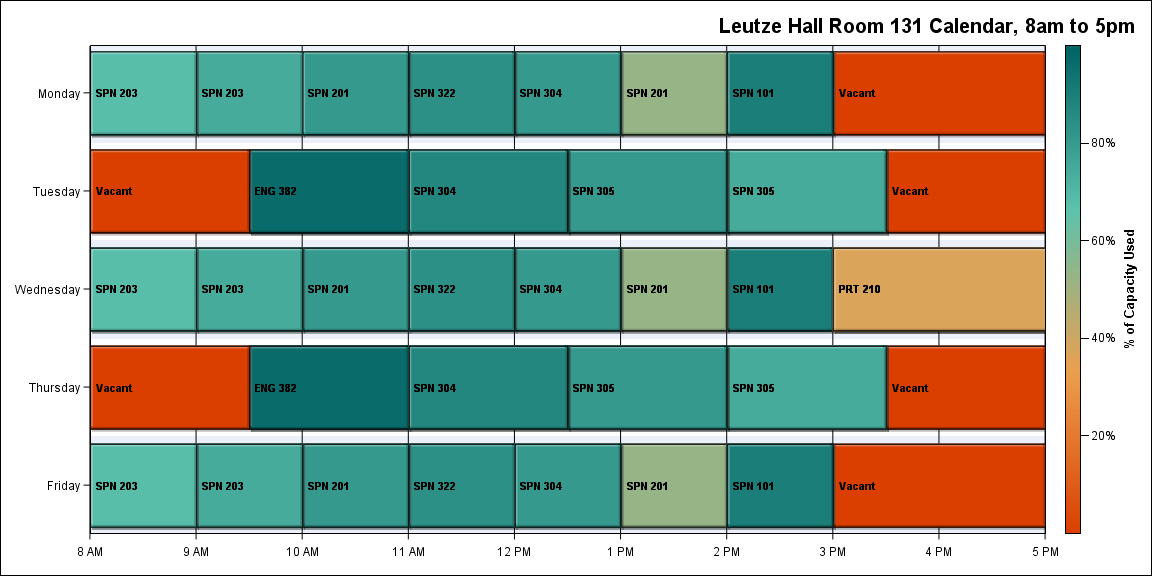 Leutze Hall Room 131 Calendar, 8am to 5pm
Monday
SPN 203
SPN 203
SPN 201
SPN 322
SPN 304
SPN 201
SPN 101
Vacant
Tuesday
Vacant
ENG 382
SPN 304
SPN 305
SPN 305
Vacant
Wednesday
SPN 203
SPN 203
SPN 201
SPN 322
SPN 304
SPN 201
SPN 101
PRT 210
Thursday
Vacant
ENG 382
SPN 304
SPN 305
SPN 305
Vacant
Friday
SPN 203
SPN 203
SPN 201
SPN 322
SPN 304
SPN 201
SPN 101
Vacant
8 AM
9 AM
10 AM
11 AM
12 PM
1 PM
2 PM
3 PM
4 PM
5 PM
80%
60%
40%
20%
% of Capacity Used